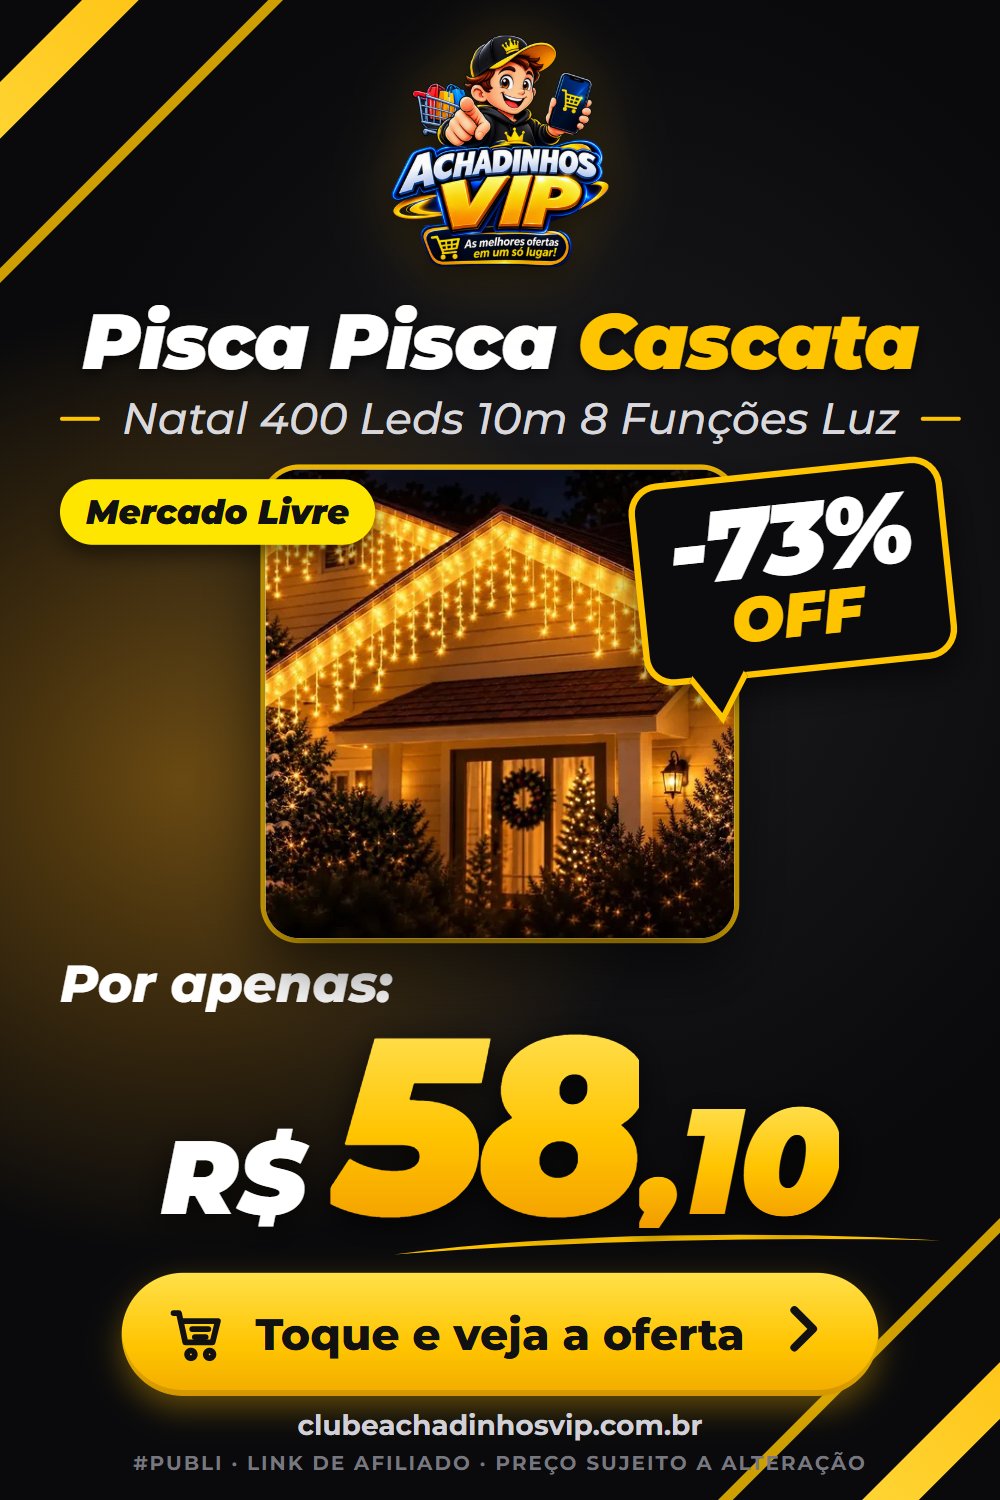 ACHADINHOS
VIP
As melhores ofertas
em um só lugar!
Pisca Pisca Cascata
Natal 400 Leds 10m 8 Funções Luz
Mercado Livre
-73%
OFF
Por apenas:
R$ 58,10
Toque e veja a oferta
clubeachadinhosvip.com.br
#PUBLI · LINK DE AFILIADO · PREÇO SUJEITO A ALTERAÇÃO